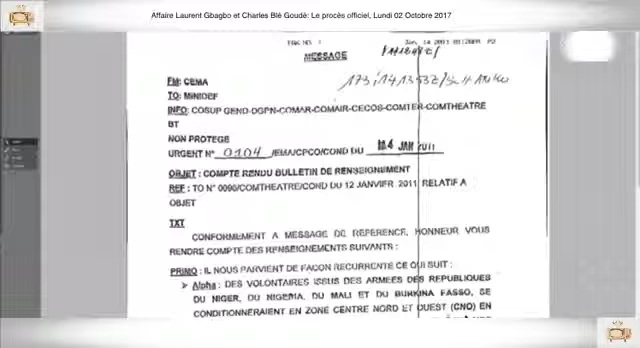 Affaire Laurent Gbagbo et Charles Blé Goudé: Le procès officiel, Lundi 02 Octobre 2017
MESSAGE
FM: CEMA
TO: MINIDEF
INFO: COSUP GEND-DGPN-COMAR-COMAIR-CECOS-COMTER-COMTHEATRE
BT
NON PROTEGE
URGENT N° 0104 /EMA/CPCO/COND DU 14 JAN 2011
OBJET : COMPTE RENDU BULLETIN DE RENSEIGNEMENT
REF : TO N° 0096/COMTHEATRE/COND DU 12 JANVIER 2011 RELATIF A
OBJET
TXT
CONFORMEMENT A MESSAGE DE REFERENCE, HONNEUR VOUS
RENDRE COMPTE DES RENSEIGNEMENTS SUIVANTS :
PRIMO : IL NOUS PARVIENT DE FAÇON RECURRENTE CE QUI SUIT :
➤ Alpha : DES VOLONTAIRES ISSUS DES ARMEES DES REPUBLIQUES
DU NIGER, DU NIGERIA, DU MALI ET DU BURKINA FASSO, SE
CONDITIONNERAIENT EN ZONE CENTRE NORD ET OUEST (CNO) EN